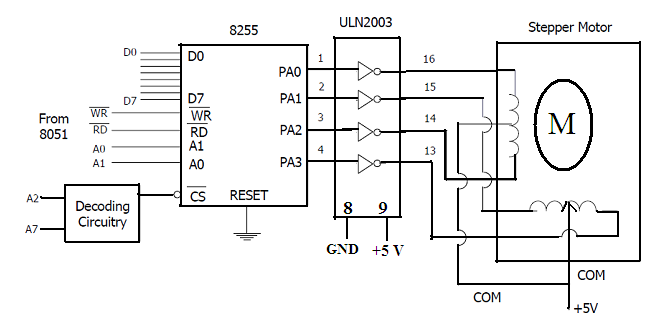 8255
ULN2003
Stepper Motor
D0
D0
D7
D7
From
8051
WR
WR
RD
RD
A0
A1
A1
A0
A2
A7
Decoding
Circuitry
CS
RESET
PA0
PA1
PA2
PA3
1
2
3
4
16
15
14
13
8
9
GND
+5 V
M
COM
COM
+5V